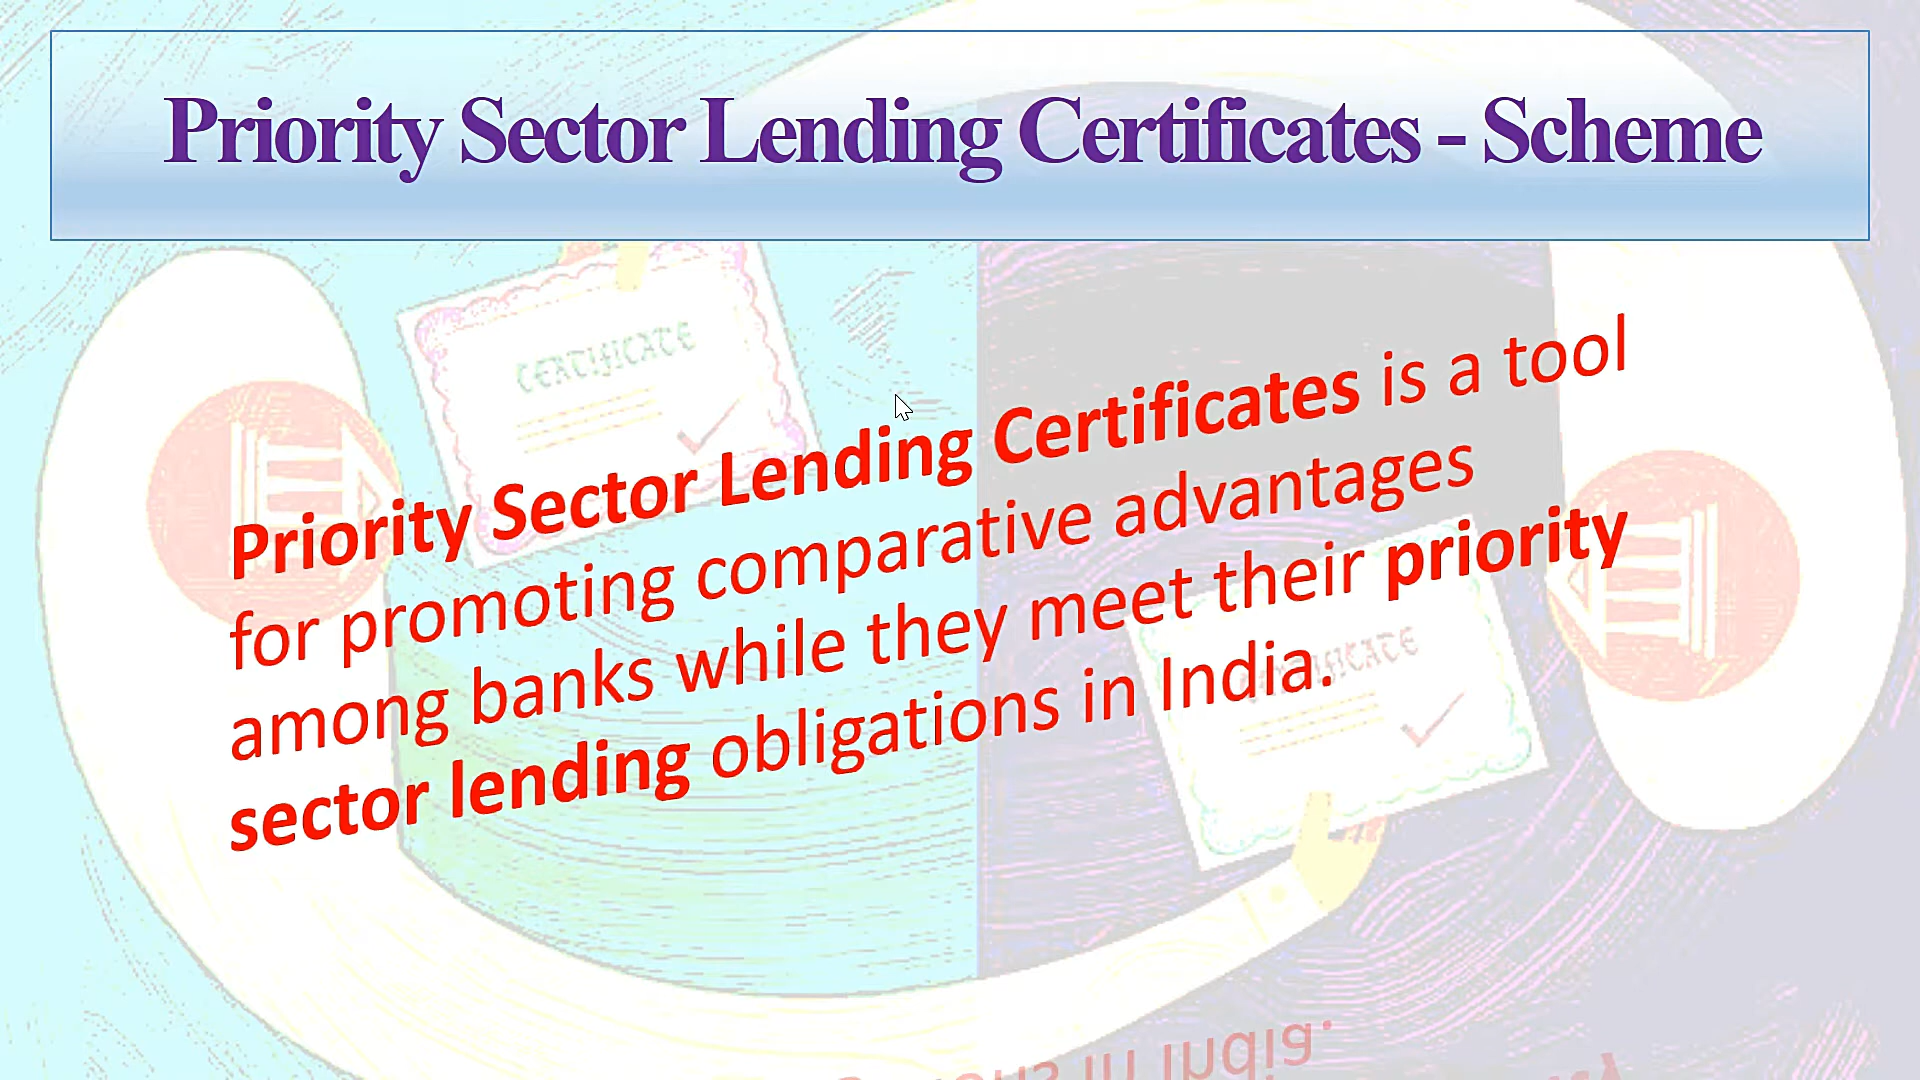 Priority Sector Lending Certificates - Scheme
CERTIFICATE
Priority Sector Lending Certificates is a tool
for promoting comparative advantages
among banks while they meet their priority
sector lending obligations in India.